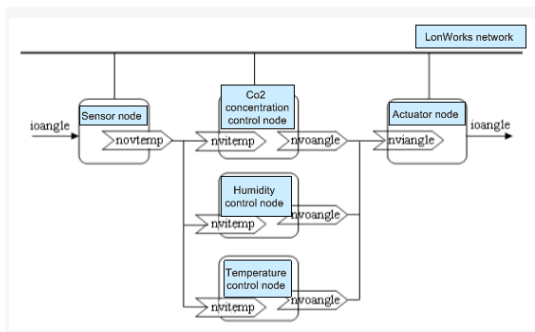 LonWorks network
Sensor node
Co2
concentration
control node
Actuator node
ioangle
novtemp
nvitemp
nvoangle
nviangle
ioangle
Humidity
control node
nvitemp
nvoangle
Temperature
control node
nvitemp
nvoangle